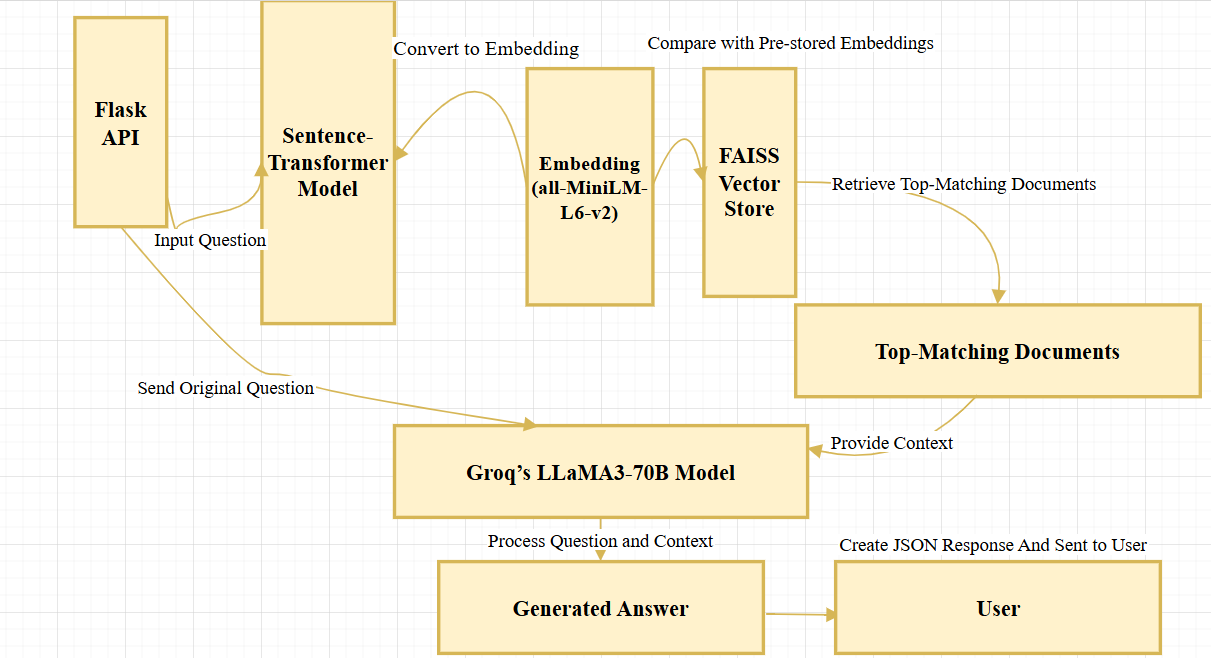 Flask
API
Input Question
Sentence-
Transformer
Model
Convert to Embedding
Embedding
(all-MiniLM-
L6-v2)
Compare with Pre-stored Embeddings
FAISS
Vector
Store
Retrieve Top-Matching Documents
Top-Matching Documents
Send Original Question
Provide Context
Groq’s LLaMA3-70B Model
Process Question and Context
Generated Answer
Create JSON Response And Sent to User
User